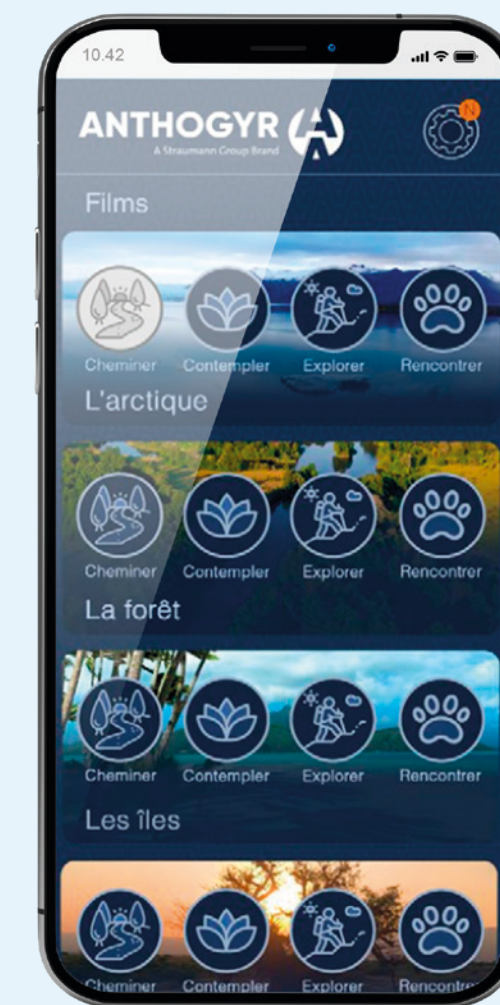 10.42
ANTHOGYR
A Straumann Group Brand
N
Films
Cheminer Contempler Explorer Rencontrer
L'arctique
Cheminer Contempler Explorer Rencontrer
La forêt
Cheminer Contempler Explorer Rencontrer
Les îles
Cheminer Contempler Explorer Rencontrer